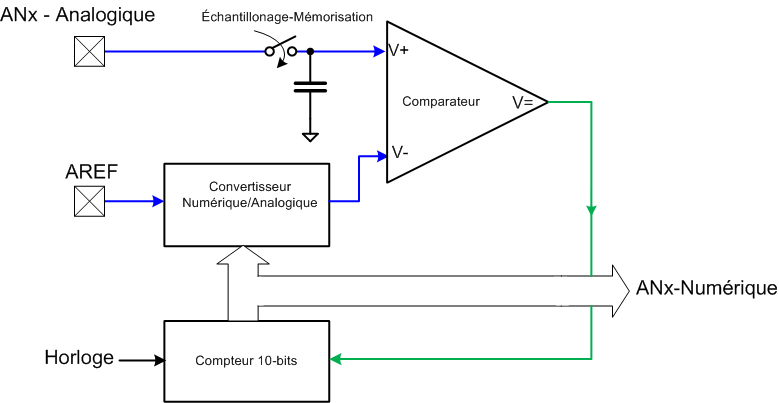 ANx - Analogique
Échantillonage-Mémorisation
V+
Comparateur
V=
V-
AREF
Convertisseur
Numérique/Analogique
ANx-Numérique
Horloge
Compteur 10-bits